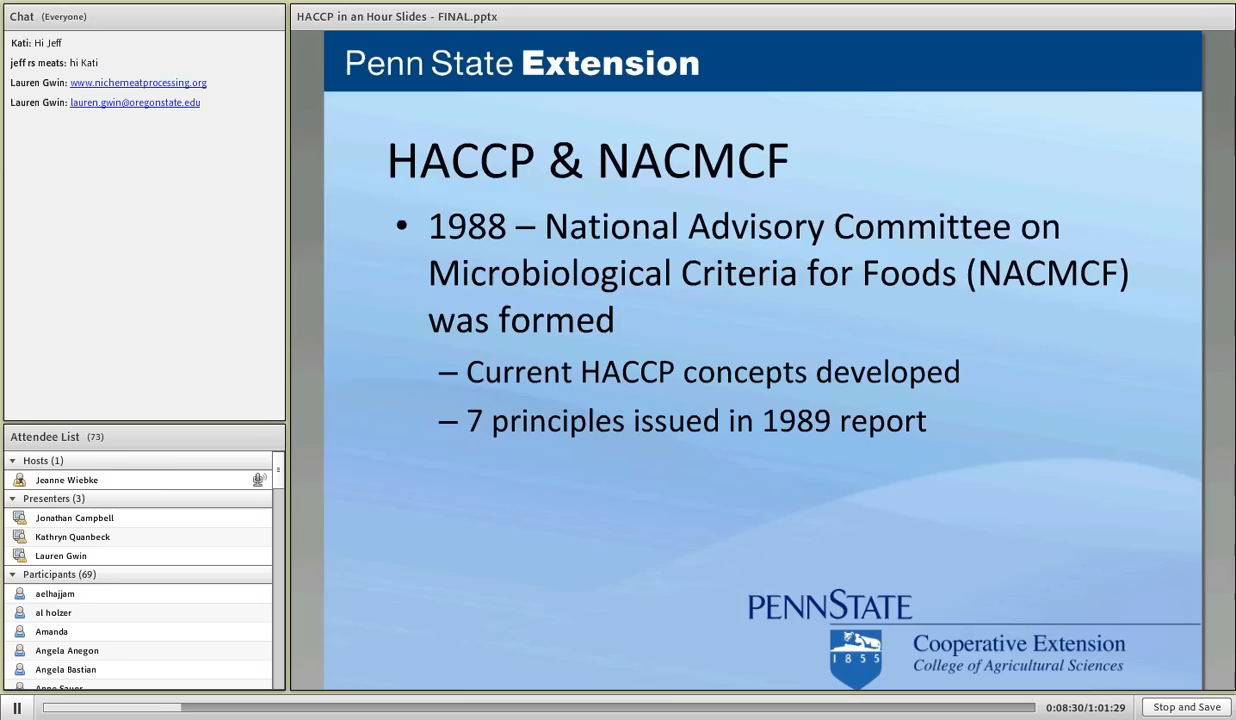 Chat (Everyone)
Kati: Hi Jeff
jeff rs meats: hi Kati
Lauren Gwin: www.nichemeatprocessing.org
Lauren Gwin: lauren.gwin@oregonstate.edu
Attendee List (73)
Hosts (1)
Jeanne Wiebke
Presenters (3)
Jonathan Campbell
Kathryn Quanbeck
Lauren Gwin
Participants (69)
aelhajjam
al holzer
Amanda
Angela Anegon
Angela Bastian
Anne Sauer
HACCP in an Hour Slides - FINAL.pptx
Penn State Extension
HACCP & NACMCF
• 1988 – National Advisory Committee on
Microbiological Criteria for Foods (NACMCF)
was formed
– Current HACCP concepts developed
– 7 principles issued in 1989 report
PENNSTATE
1855
Cooperative Extension
College of Agricultural Sciences
0:08:30/1:01:29
Stop and Save